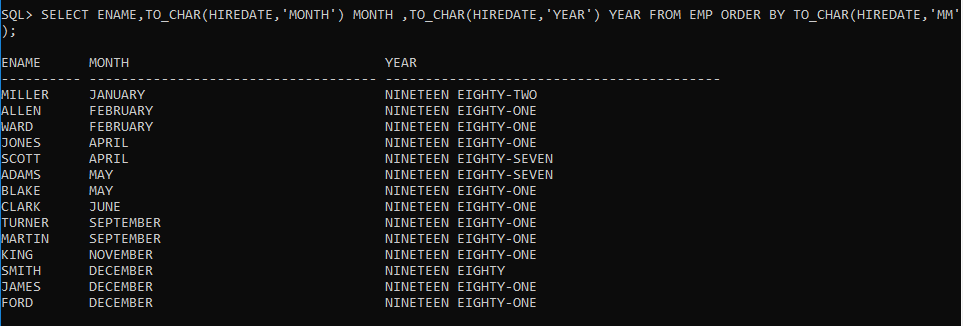 SQL> SELECT ENAME,TO_CHAR(HIREDATE,'MONTH') MONTH ,TO_CHAR(HIREDATE,'YEAR') YEAR FROM EMP ORDER BY TO_CHAR(HIREDATE,'MM'
);
ENAME      MONTH                                YEAR
---------- ------------------------------------ ------------------------------------------
MILLER     JANUARY                              NINETEEN EIGHTY-TWO
ALLEN      FEBRUARY                             NINETEEN EIGHTY-ONE
WARD       FEBRUARY                             NINETEEN EIGHTY-ONE
JONES      APRIL                                NINETEEN EIGHTY-ONE
SCOTT      APRIL                                NINETEEN EIGHTY-SEVEN
ADAMS      MAY                                  NINETEEN EIGHTY-SEVEN
BLAKE      MAY                                  NINETEEN EIGHTY-ONE
CLARK      JUNE                                 NINETEEN EIGHTY-ONE
TURNER     SEPTEMBER                            NINETEEN EIGHTY-ONE
MARTIN     SEPTEMBER                            NINETEEN EIGHTY-ONE
KING       NOVEMBER                             NINETEEN EIGHTY-ONE
SMITH      DECEMBER                             NINETEEN EIGHTY
JAMES      DECEMBER                             NINETEEN EIGHTY-ONE
FORD       DECEMBER                             NINETEEN EIGHTY-ONE